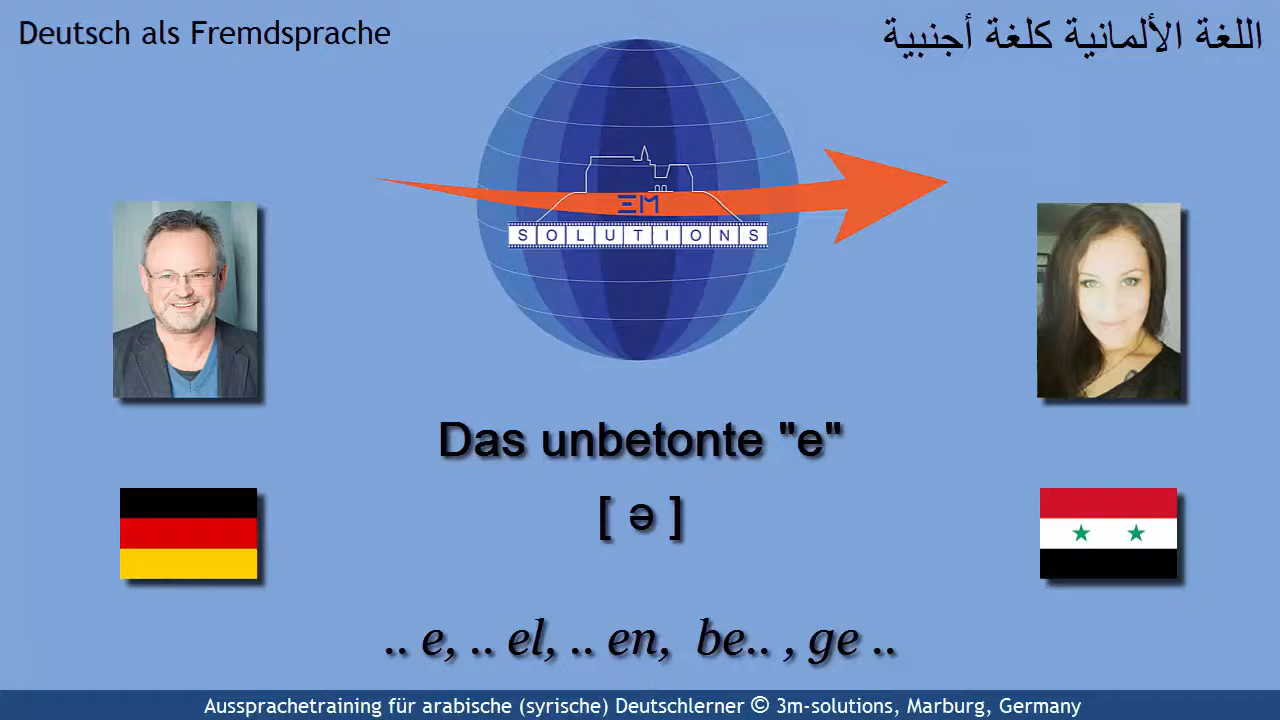 Deutsch als Fremdsprache
اللغة الألمانية كلغة أجنبية
3M
SOLUTIONS
Das unbetonte "e"
[ ə ]
.. e, .. el, .. en, be.. , ge ..
Aussprachetraining für arabische (syrische) Deutschlerner © 3m-solutions, Marburg, Germany